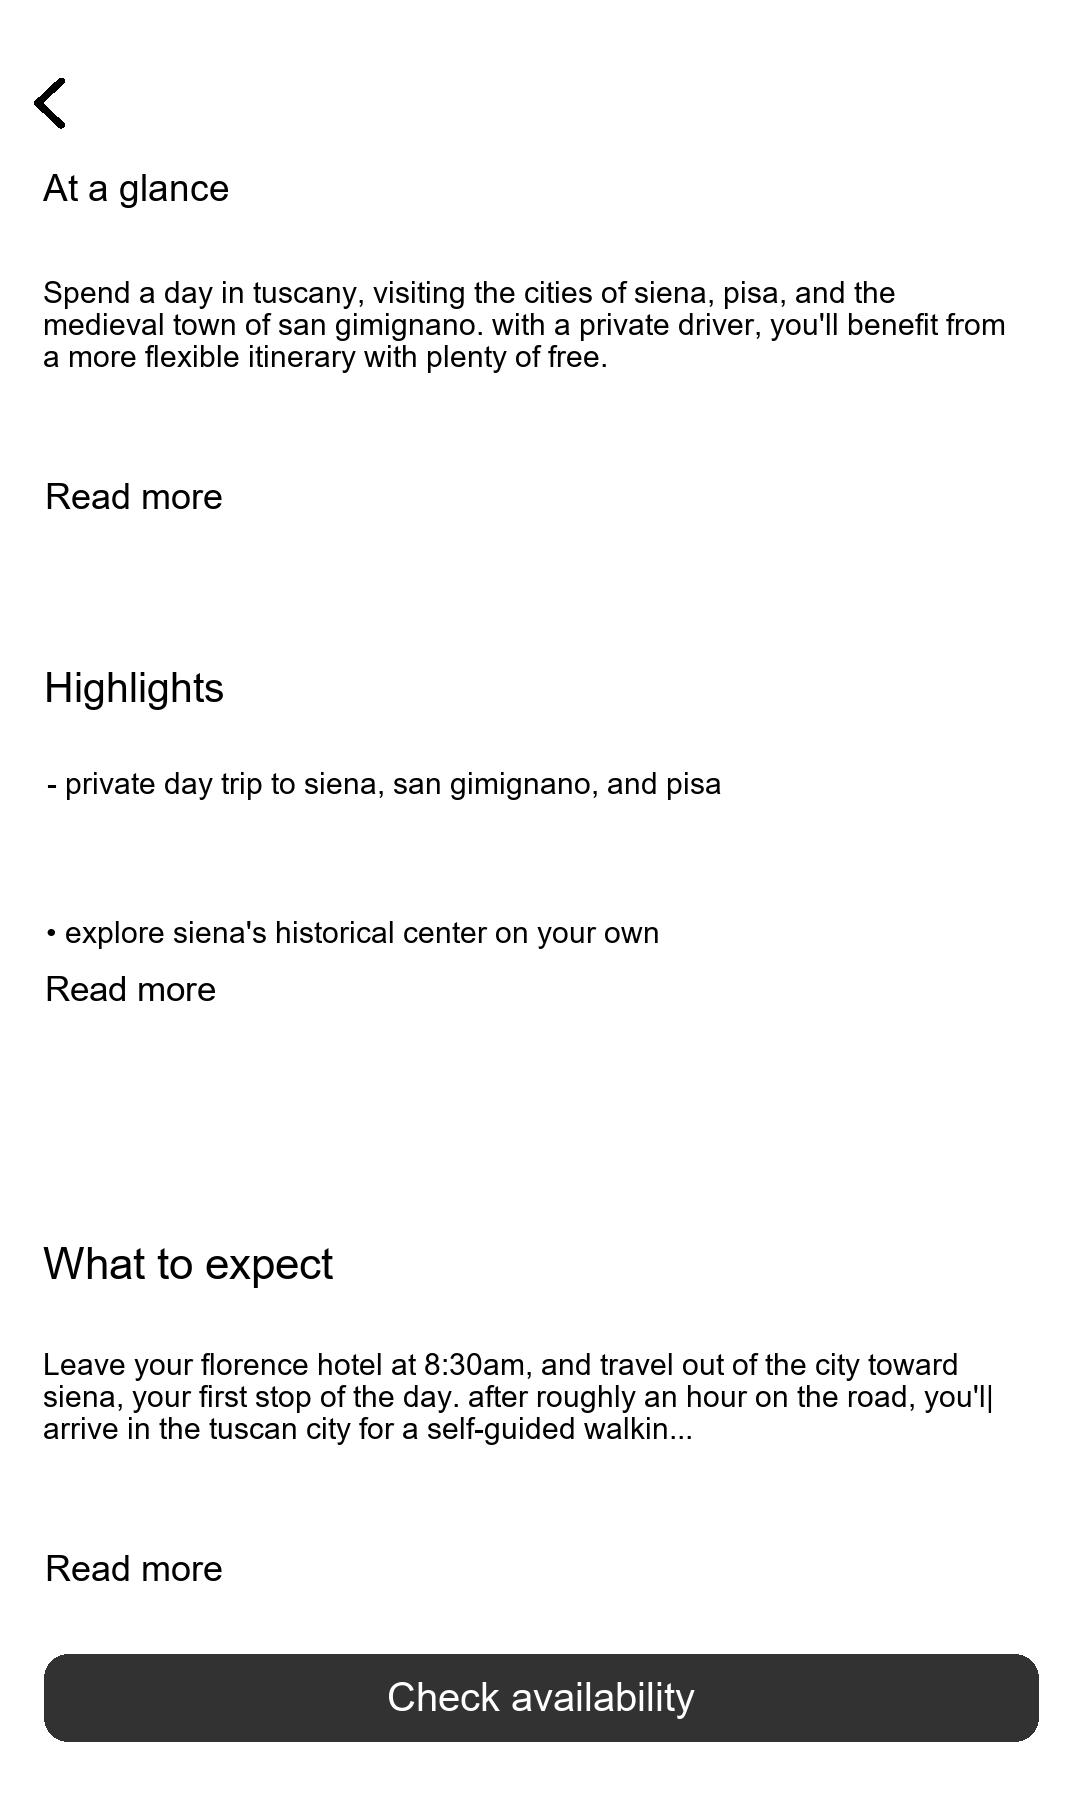 At a glance
Spend a day in tuscany, visiting the cities of siena, pisa, and the
medieval town of san gimignano. with a private driver, you'll benefit from
a more flexible itinerary with plenty of free.
Read more
Highlights
- private day trip to siena, san gimignano, and pisa
• explore siena's historical center on your own
Read more
What to expect
Leave your florence hotel at 8:30am, and travel out of the city toward
siena, your first stop of the day. after roughly an hour on the road, you'l|
arrive in the tuscan city for a self-guided walkin...
Read more
Check availability